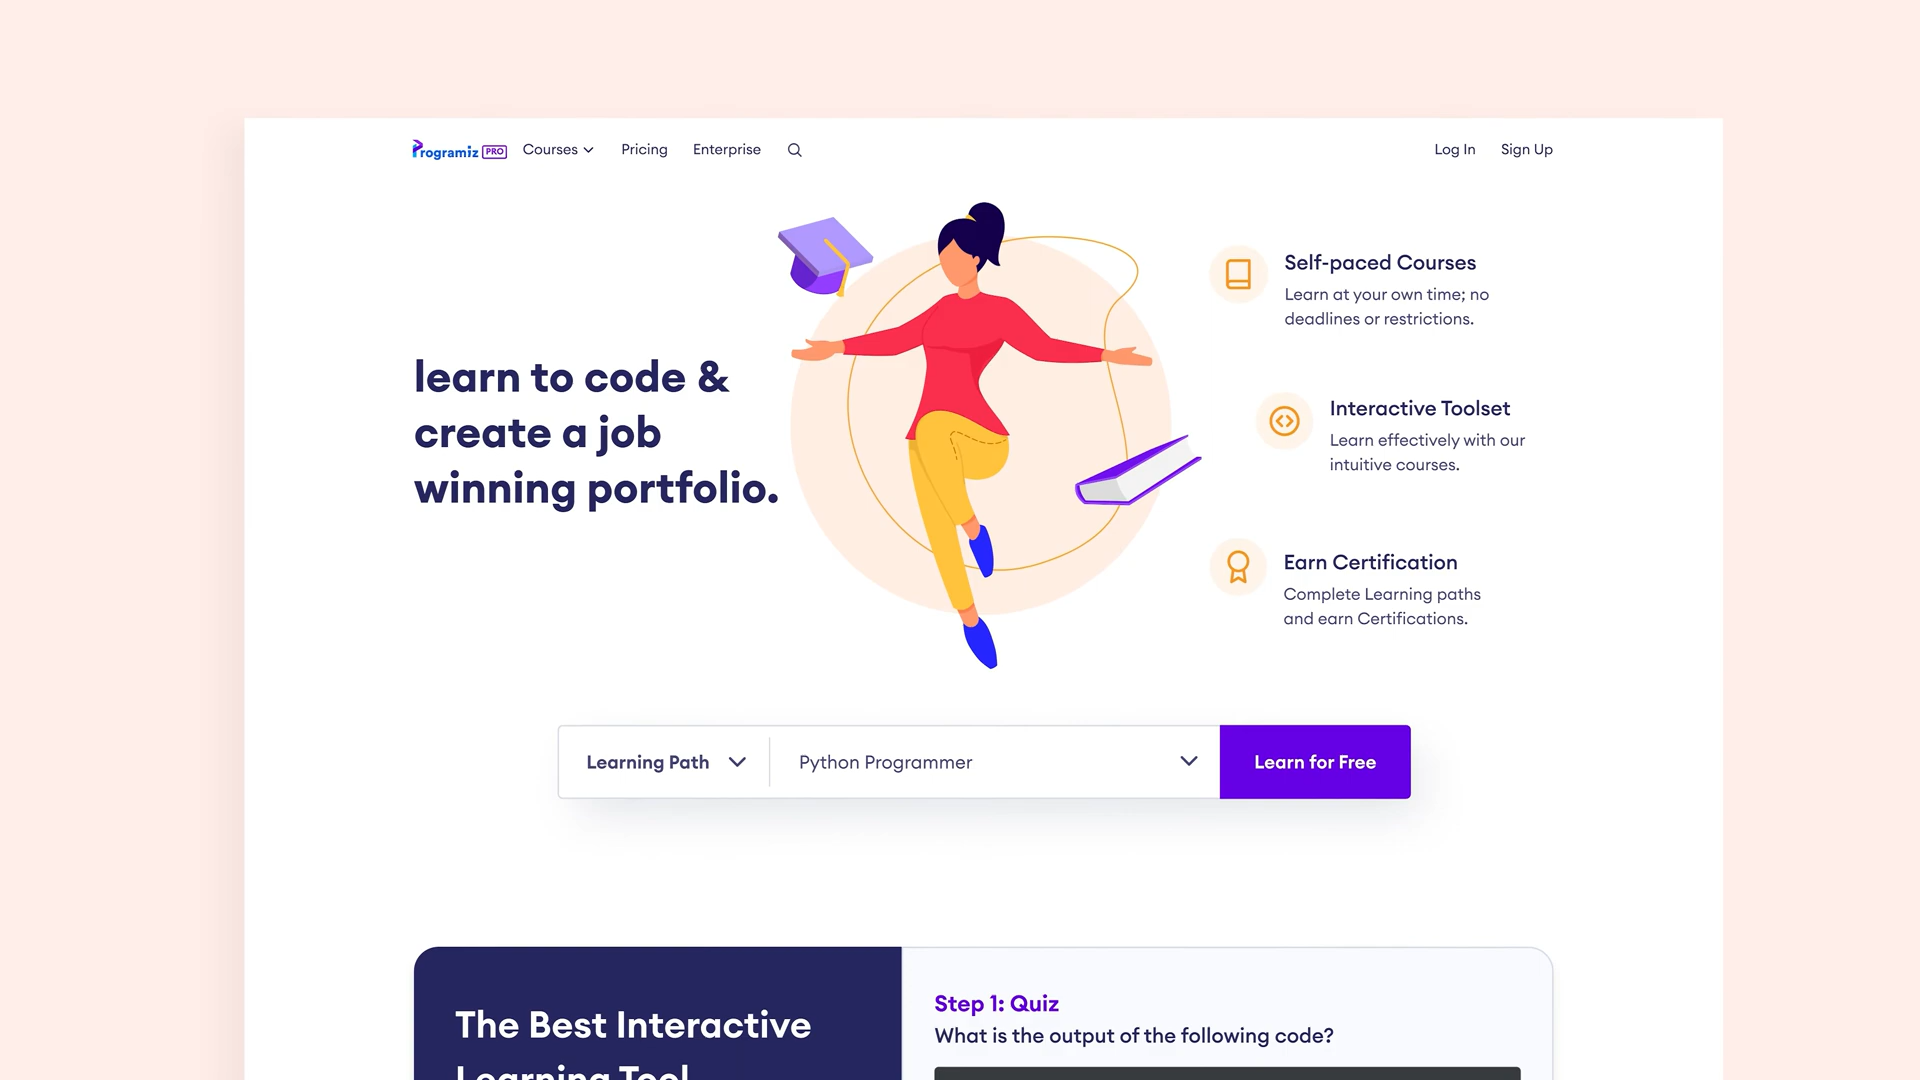 Programiz PRO
Courses
Pricing
Enterprise
Log In
Sign Up
learn to code &
create a job
winning portfolio.
Self-paced Courses
Learn at your own time; no
deadlines or restrictions.
Interactive Toolset
Learn effectively with our
intuitive courses.
Earn Certification
Complete Learning paths
and earn Certifications.
Learning Path
Python Programmer
Learn for Free
The Best Interactive
Learning Tool
Step 1: Quiz
What is the output of the following code?